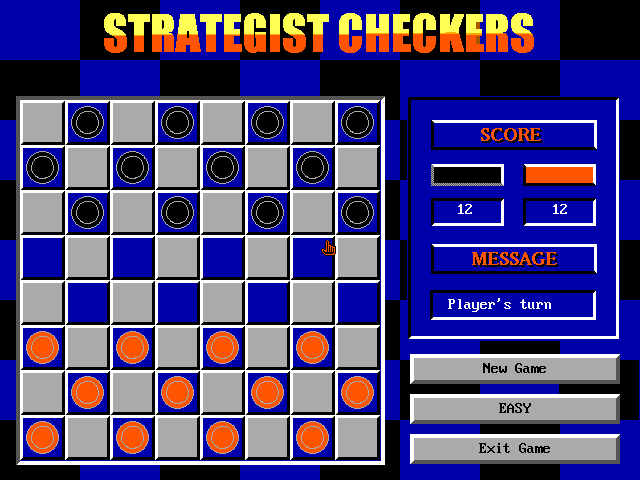 STRATEGIST CHECKERS
SCORE
12 12
MESSAGE
Player's turn
New Game
EASY
Exit Game